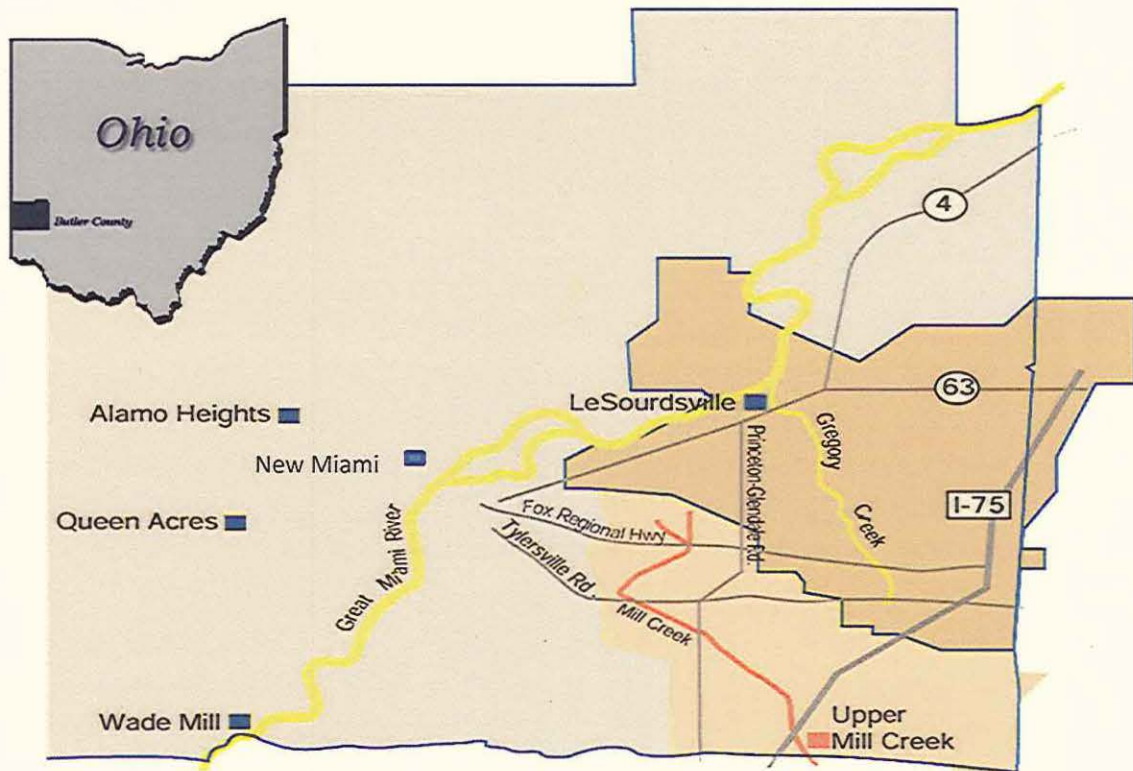 Ohio
Butler County
4
63
LeSourdsville
Alamo Heights
New Miami
Gregory
Creek
Princeton-Glendale Rd.
I-75
Queen Acres
Fox Regional Hwy
Tylersville Rd.
Great Miami River
Mill Creek
Wade Mill
Upper
Mill Creek